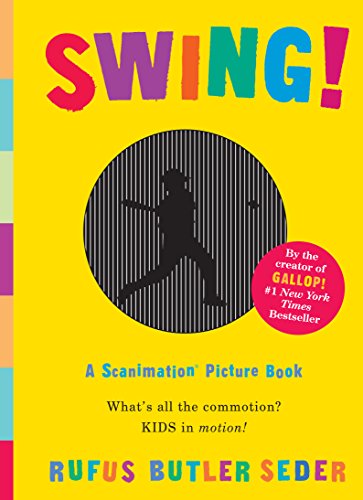 SWING!
By the
creator of
GALLOP!
#1 New York
Times
Bestseller
A Scanimation® Picture Book
What's all the commotion?
KIDS in motion!
RUFUS BUTLER SEDER